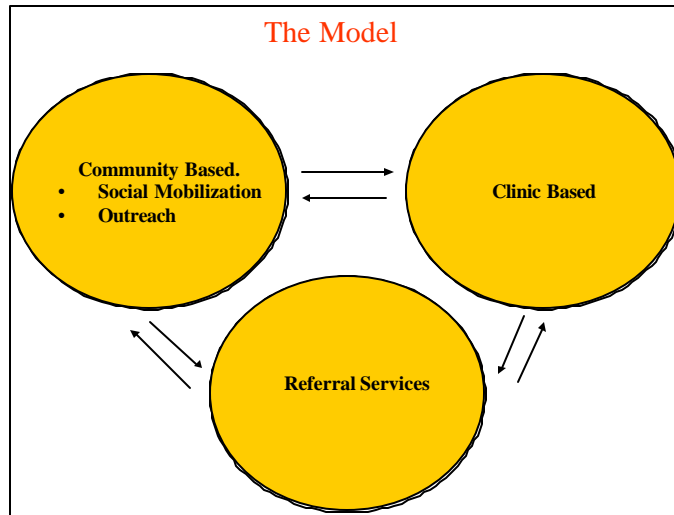 The Model
Community Based.
• Social Mobilization
• Outreach
Clinic Based
Referral Services